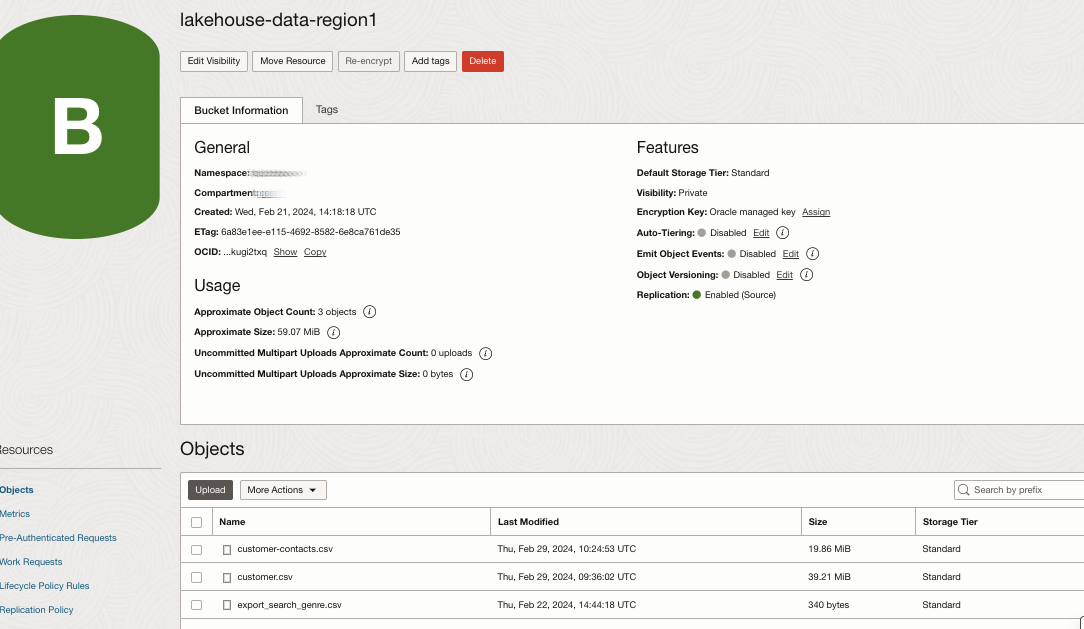 lakehouse-data-region1
B
Edit Visibility Move Resource Re-encrypt Add tags Delete
Bucket Information Tags
General
Namespace:
Compartment:
Created: Wed, Feb 21, 2024, 14:18:18 UTC
ETag: 6a83e1ee-e115-4692-8582-6e8ca761de35
OCID: ...kugi2txq Show Copy
Usage
Approximate Object Count: 3 objects i
Approximate Size: 59.07 MiB i
Uncommitted Multipart Uploads Approximate Count: 0 uploads i
Uncommitted Multipart Uploads Approximate Size: 0 bytes i
Features
Default Storage Tier: Standard
Visibility: Private
Encryption Key: Oracle managed key Assign
Auto-Tiering: Disabled Edit i
Emit Object Events: Disabled Edit i
Object Versioning: Disabled Edit i
Replication: Enabled (Source)
esources
Objects
Metrics
Pre-Authenticated Requests
Work Requests
Lifecycle Policy Rules
Replication Policy
Objects
Upload More Actions Search by prefix
Name Last Modified Size Storage Tier
customer-contacts.csv Thu, Feb 29, 2024, 10:24:53 UTC 19.86 MiB Standard
customer.csv Thu, Feb 29, 2024, 09:36:02 UTC 39.21 MiB Standard
export_search_genre.csv Thu, Feb 22, 2024, 14:44:18 UTC 340 bytes Standard